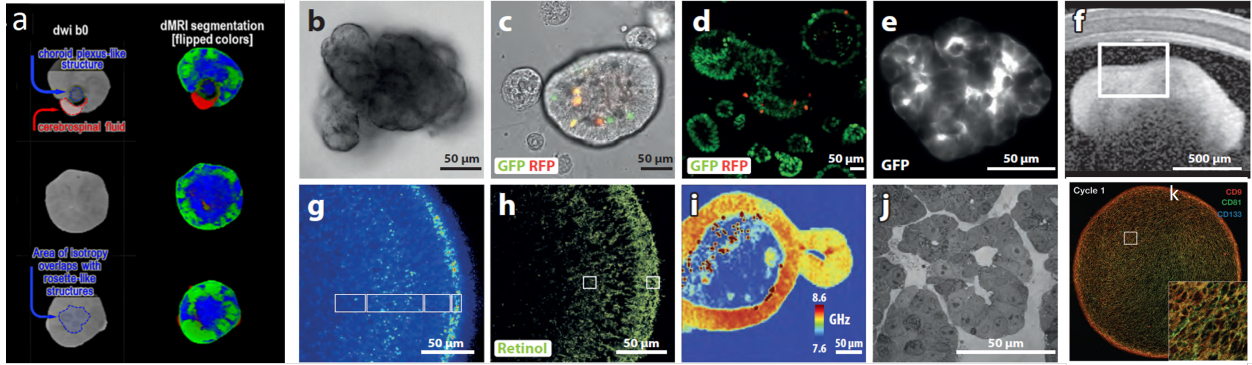 a
dwi b0
dMRI segmentation
[flipped colors]
choroid plexus-like
structure
cerebrospinal fluid
Area of isotropy
overlaps with
rosette-like
structures
b
50 µm
c
GFP RFP
50 µm
d
GFP RFP
50 µm
e
GFP
50 µm
f
500 µm
g
50 µm
h
Retinol
50 µm
i
8.6
GHz
7.6
50 µm
j
50 µm
Cycle 1
k
CD9
CD81
CD133